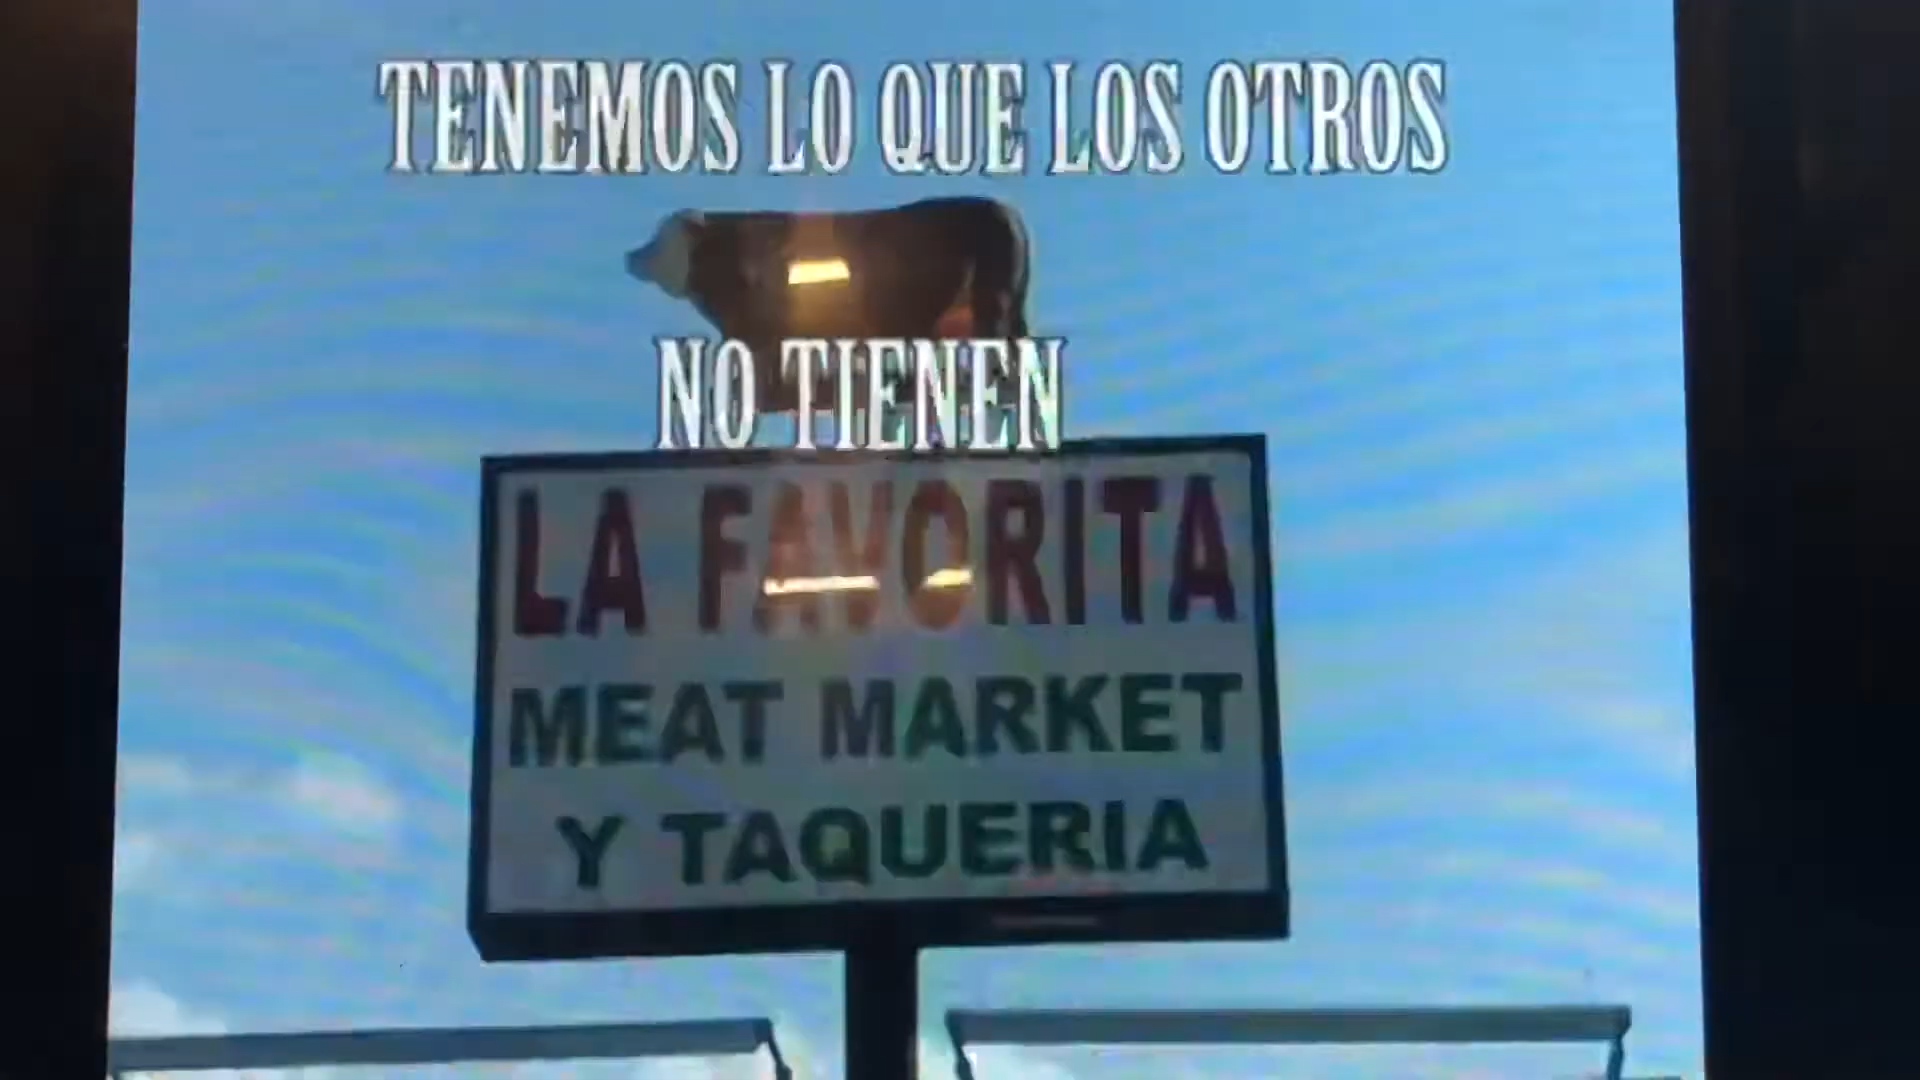 TENEMOS LO QUE LOS OTROS
NO TIENEN
LA FAVORITA
MEAT MARKET
Y TAQUERIA